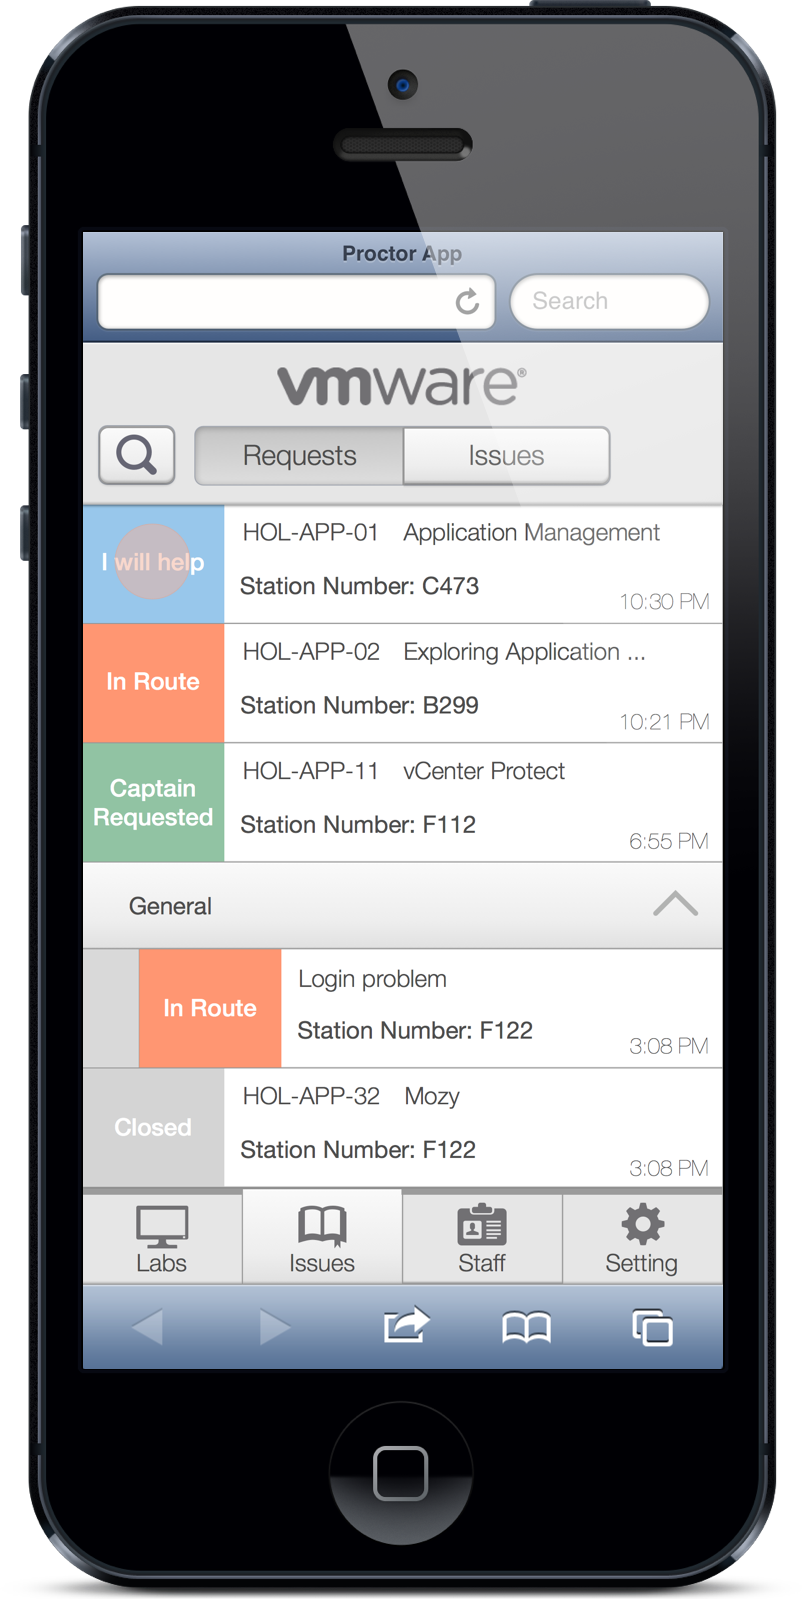 Proctor App
Search
vmware®
Requests Issues
I will help
HOL-APP-01 Application Management
Station Number: C473
10:30 PM
In Route
HOL-APP-02 Exploring Application ...
Station Number: B299
10:21 PM
Captain
Requested
HOL-APP-11 vCenter Protect
Station Number: F112
6:55 PM
General
In Route
Login problem
Station Number: F122
3:08 PM
Closed
HOL-APP-32 Mozy
Station Number: F122
3:08 PM
Labs Issues Staff Setting